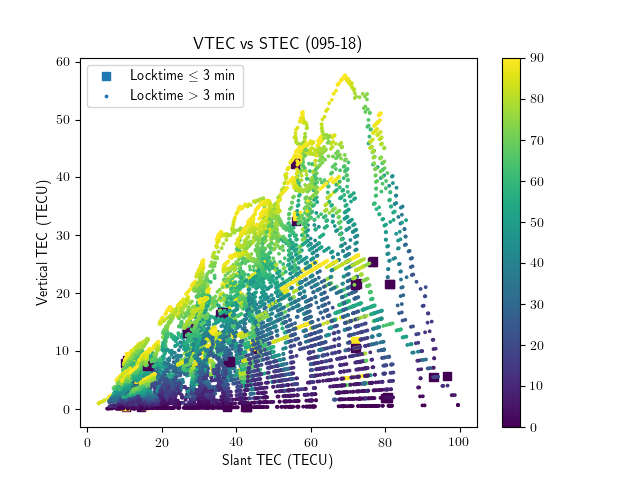 VTEC vs STEC (095-18)
Locktime ≤ 3 min
Locktime > 3 min
Vertical TEC (TECU)
60
50
40
30
20
10
0
0 20 40 60 80 100
Slant TEC (TECU)
90
80
70
60
50
40
30
20
10
0